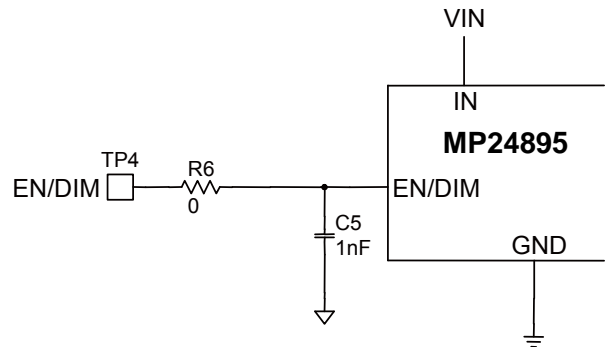 VIN
IN
MP24895
TP4
R6
EN/DIM
EN/DIM
0
C5
1nF
GND